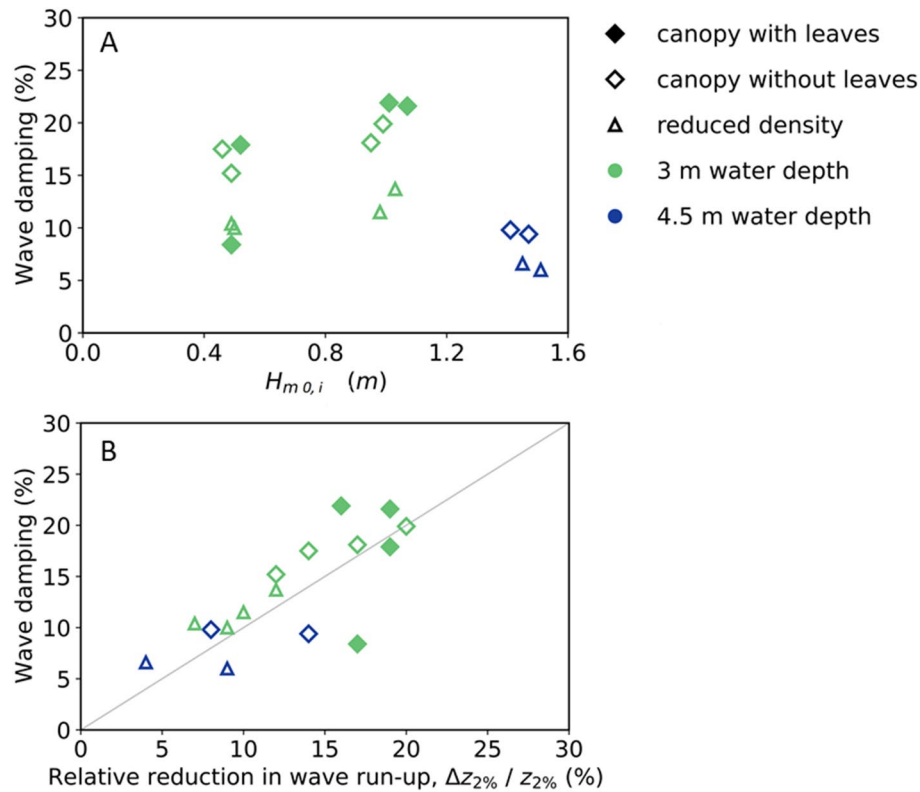 A
30
25
20
15
10
5
0
Wave damping (%)
0.0 0.4 0.8 1.2 1.6
H m 0, i (m)
canopy with leaves
canopy without leaves
reduced density
3 m water depth
4.5 m water depth
B
30
25
20
15
10
5
0
Wave damping (%)
0 5 10 15 20 25 30
Relative reduction in wave run-up, Δz2% / z2% (%)